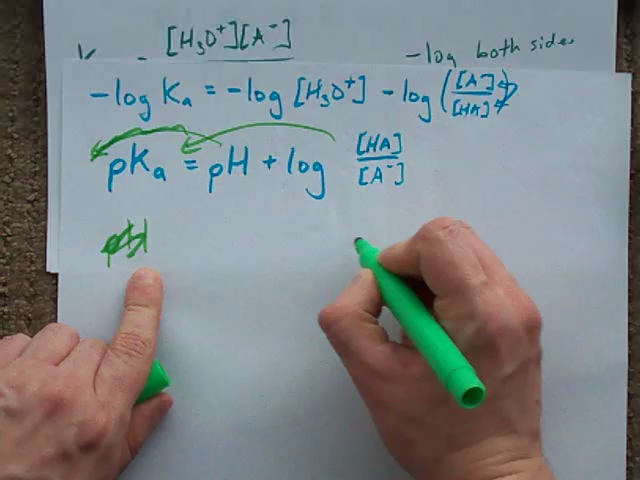 [H₃O⁺][A⁻]
-log both sides
-log Ka = -log [H₃O⁺] - log ([A⁻]/[HA])
pKa = pH + log [HA]/[A⁻]